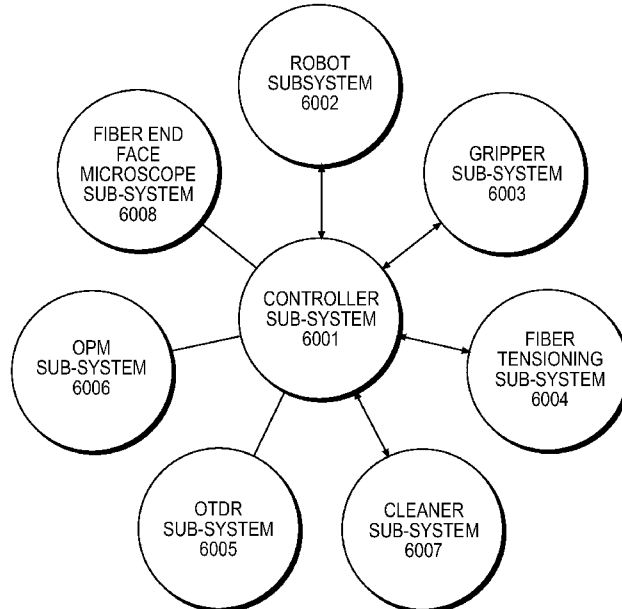 ROBOT
SUBSYSTEM
6002
FIBER END
FACE
MICROSCOPE
SUB-SYSTEM
6008
GRIPPER
SUB-SYSTEM
6003
CONTROLLER
SUB-SYSTEM
6001
OPM
SUB-SYSTEM
6006
FIBER
TENSIONING
SUB-SYSTEM
6004
OTDR
SUB-SYSTEM
6005
CLEANER
SUB-SYSTEM
6007